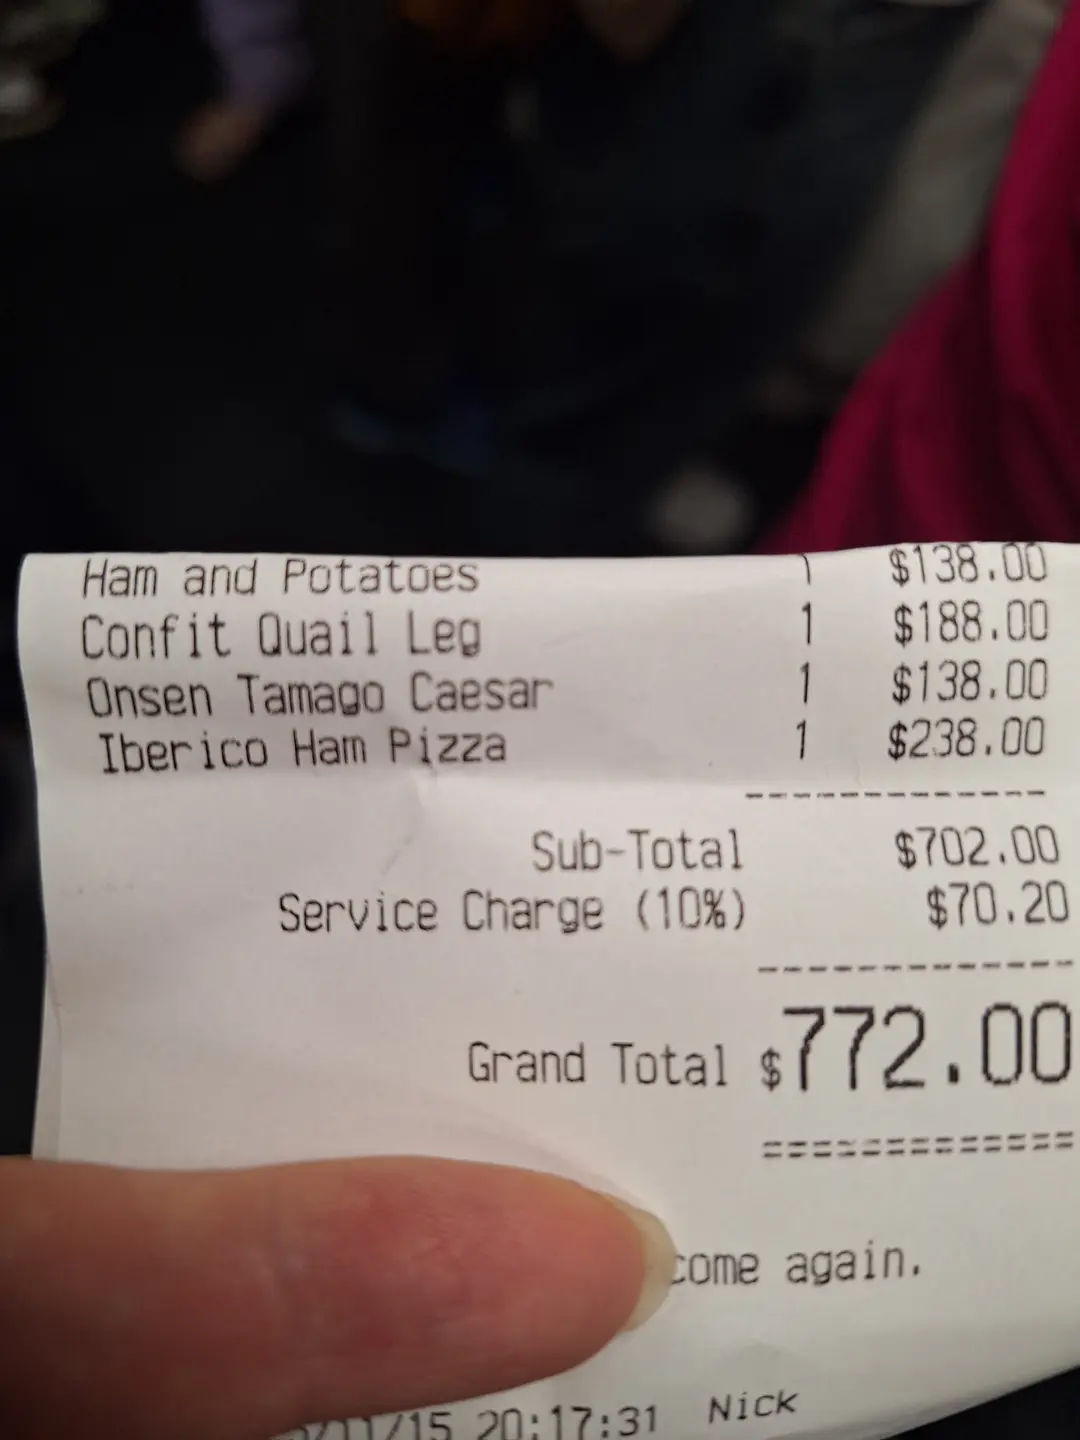 Ham and Potatoes 1 $138.00
Confit Quail Leg 1 $188.00
Onsen Tamago Caesar 1 $138.00
Iberico Ham Pizza 1 $238.00
Sub-Total $702.00
Service Charge (10%) $70.20
Grand Total $772.00
come again.
/11/15 20:17:31 Nick